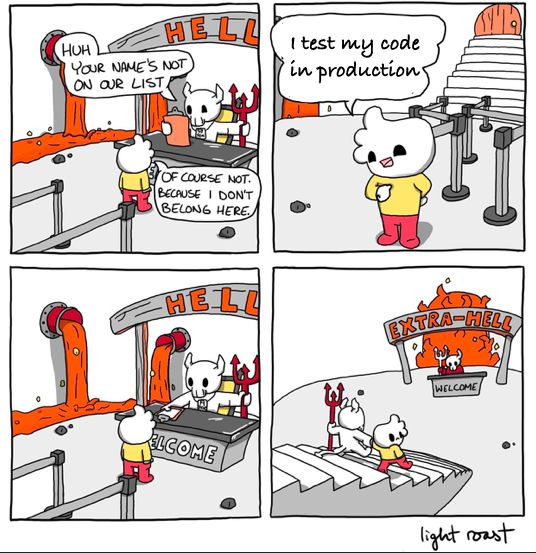 HELL
HUH
YOUR NAME'S NOT
ON OUR LIST
OF COURSE NOT.
BECAUSE I DON'T
BELONG HERE.
I test my code
in production
HELL
WELCOME
EXTRA-HELL
WELCOME
light roast